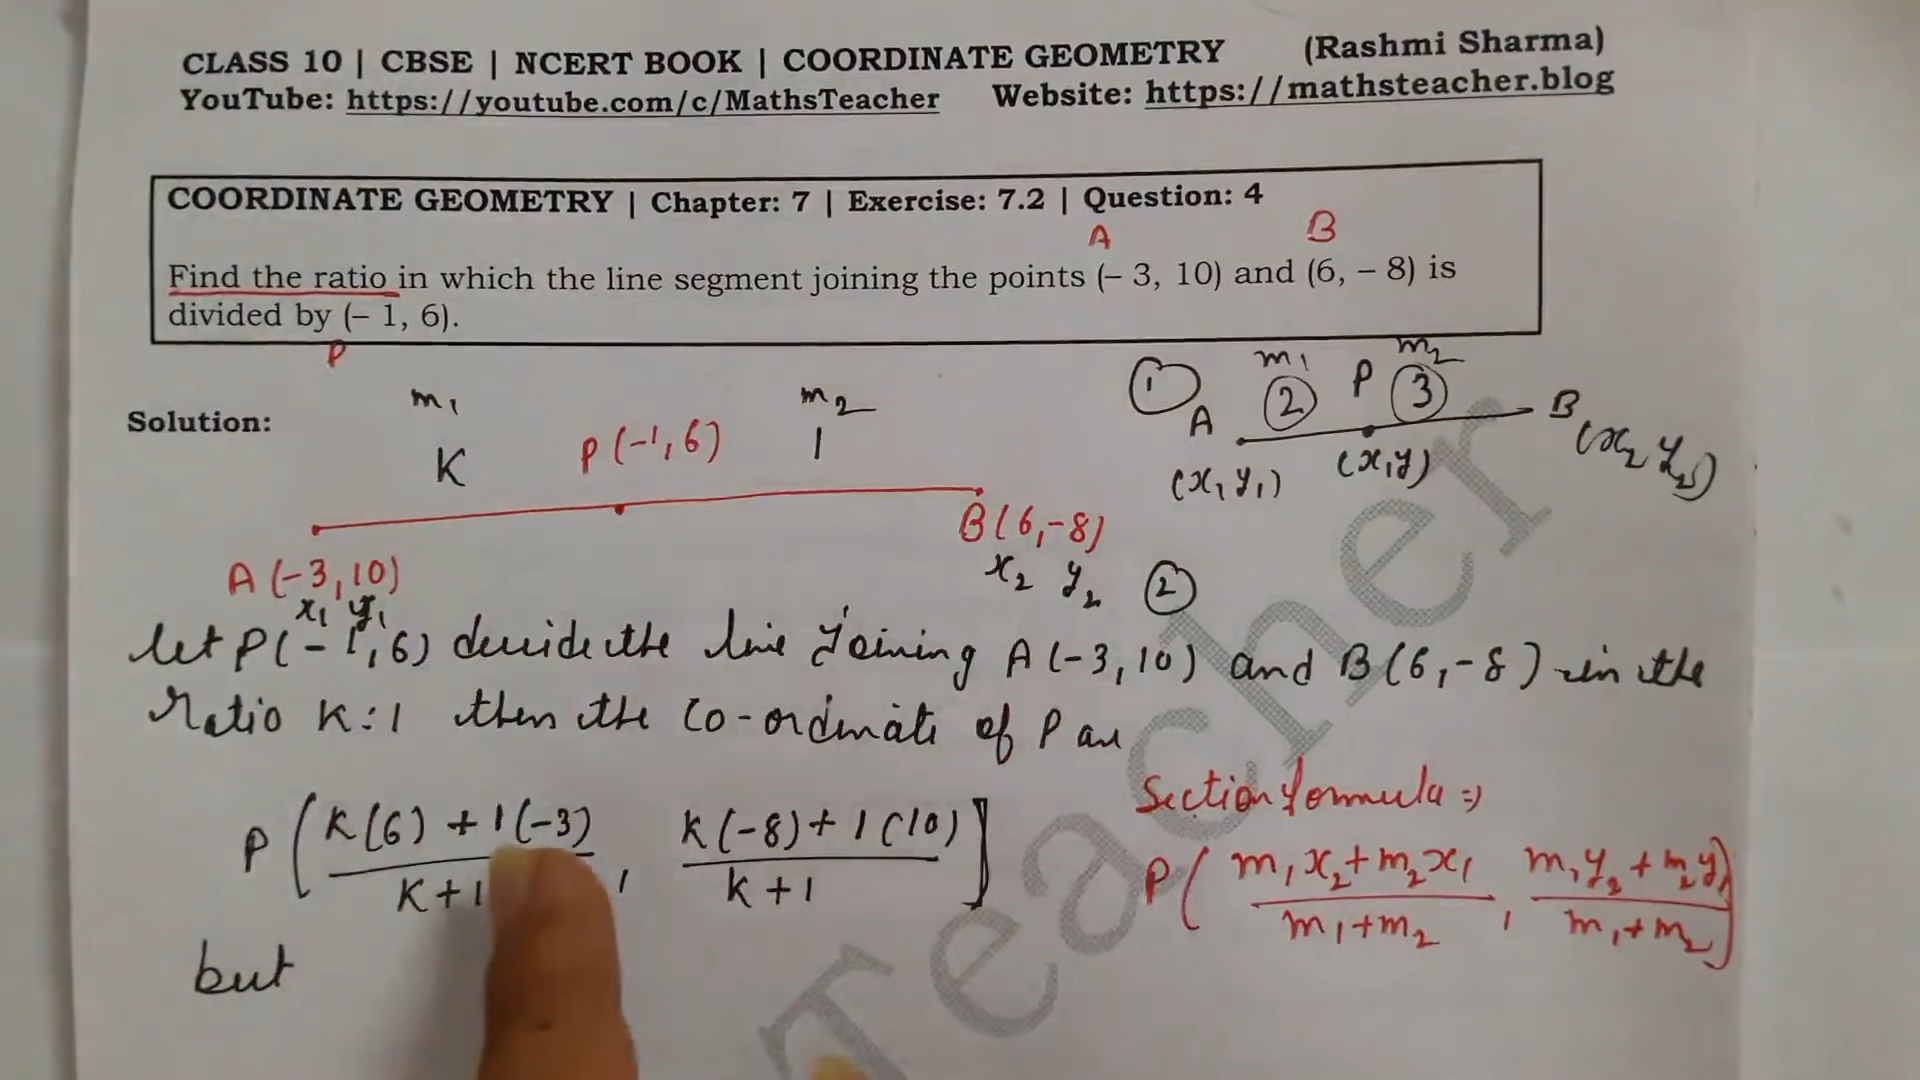 CLASS 10 | CBSE | NCERT BOOK | COORDINATE GEOMETRY (Rashmi Sharma)
YouTube: https://youtube.com/c/MathsTeacher Website: https://mathsteacher.blog
COORDINATE GEOMETRY | Chapter: 7 | Exercise: 7.2 | Question: 4
A B
Find the ratio in which the line segment joining the points (– 3, 10) and (6, – 8) is
divided by (– 1, 6).
P
Solution:
m₁ m₂
K P(-1,6) 1
A(-3,10) B(6,-8)
x₁ y₁ x₂ y₂
① m₁ m₂
A ② P ③ B
(x₁ y₁) (x,y) (x₂ y₂)
②
let P(-1,6) devide the line joining A(-3,10) and B(6,-8) in the
Ratio K:1 then the co-ordinate of P are
P(K(6)+1(-3)/K+1, K(-8)+1(10)/K+1]
Section formula ⇒
P(m₁x₂+m₂x₁/m₁+m₂, m₁y₂+m₂y₁/m₁+m₂)
but
Teacher